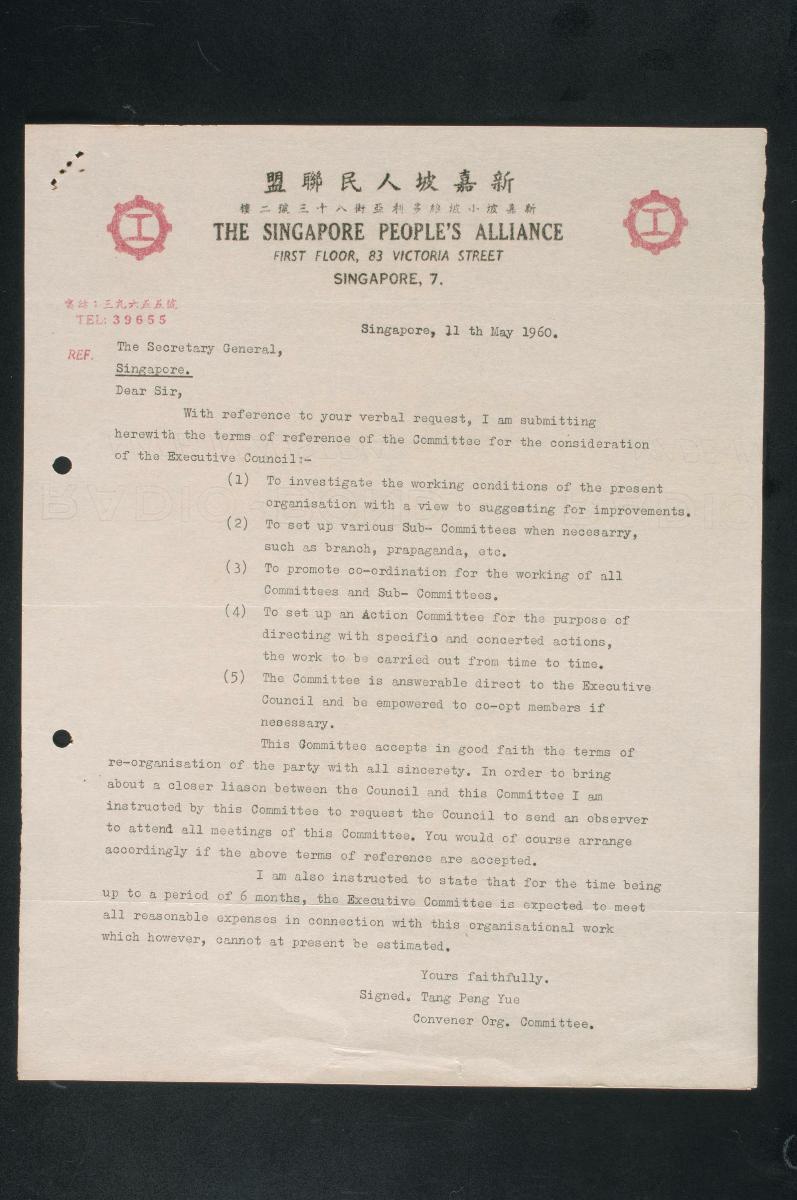 新嘉坡人民聯盟
新嘉坡小坡維多利亞街八十三號二樓
THE SINGAPORE PEOPLE'S ALLIANCE
FIRST FLOOR, 83 VICTORIA STREET
SINGAPORE, 7.
電話：三九六五五號
TEL: 39655
Singapore, 11 th May 1960.
REF.
The Secretary General,
Singapore.
Dear Sir,
With reference to your verbal request, I am submitting
herewith the terms of reference of the Committee for the consideration
of the Executive Council:-
(1) To investigate the working conditions of the present
organisation with a view to suggesting for improvements.
(2) To set up various Sub- Committees when necesarry,
such as branch, prapaganda, etc.
(3) To promote co-ordination for the working of all
Committees and Sub- Committees.
(4) To set up an Action Committee for the purpose of
directing with specific and concerted actions,
the work to be carried out from time to time.
(5) The Committee is answerable direct to the Executive
Council and be empowered to co-opt members if
necessary.
This Committee accepts in good faith the terms of
re-organisation of the party with all sincerety. In order to bring
about a closer liason between the Council and this Committee I am
instructed by this Committee to request the Council to send an observer
to attend all meetings of this Committee. You would of course arrange
accordingly if the above terms of reference are accepted.
I am also instructed to state that for the time being
up to a period of 6 months, the Executive Committee is expected to meet
all reasonable expenses in connection with this organisational work
which however, cannot at present be estimated.
Yours faithfully.
Signed. Tang Peng Yue
Convener Org. Committee.